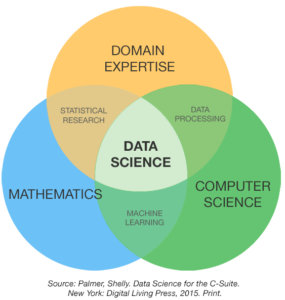 DOMAIN
EXPERTISE
STATISTICAL
RESEARCH
DATA
PROCESSING
DATA
SCIENCE
MATHEMATICS
COMPUTER
SCIENCE
MACHINE
LEARNING
Source: Palmer, Shelly. Data Science for the C-Suite.
New York: Digital Living Press, 2015. Print.